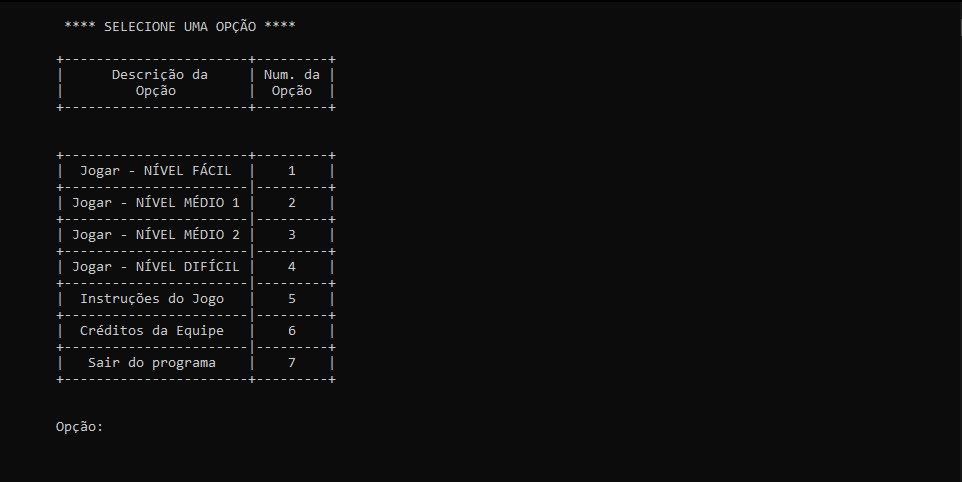 **** SELECIONE UMA OPÇÃO ****
+-----------------------+---------+
|      Descrição da     | Num. da |
|         Opção         |  Opção  |
+-----------------------+---------+
+-----------------------+---------+
|  Jogar - NÍVEL FÁCIL  |    1    |
+-----------------------|---------+
| Jogar - NÍVEL MÉDIO 1 |    2    |
+-----------------------|---------+
| Jogar - NÍVEL MÉDIO 2 |    3    |
+-----------------------|---------+
| Jogar - NÍVEL DIFÍCIL |    4    |
+-----------------------|---------+
|  Instruções do Jogo   |    5    |
+-----------------------|---------+
|  Créditos da Equipe   |    6    |
+-----------------------|---------+
|   Sair do programa    |    7    |
+-----------------------+---------+
Opção: